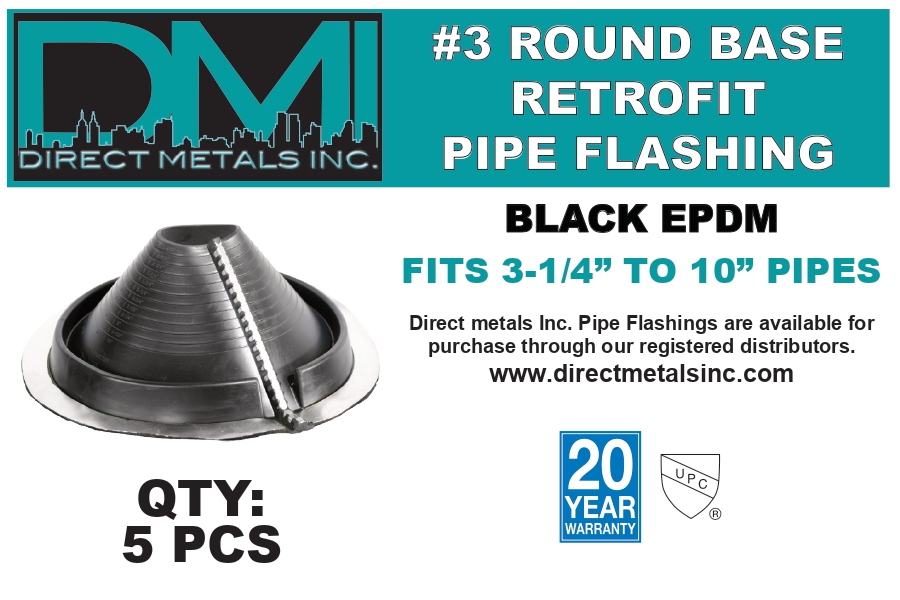 DMI
DIRECT METALS INC.
#3 ROUND BASE
RETROFIT
PIPE FLASHING
BLACK EPDM
FITS 3-1/4” TO 10” PIPES
Direct metals Inc. Pipe Flashings are available for
purchase through our registered distributors.
www.directmetalsinc.com
QTY:
5 PCS
20
YEAR
WARRANTY
UPC
®